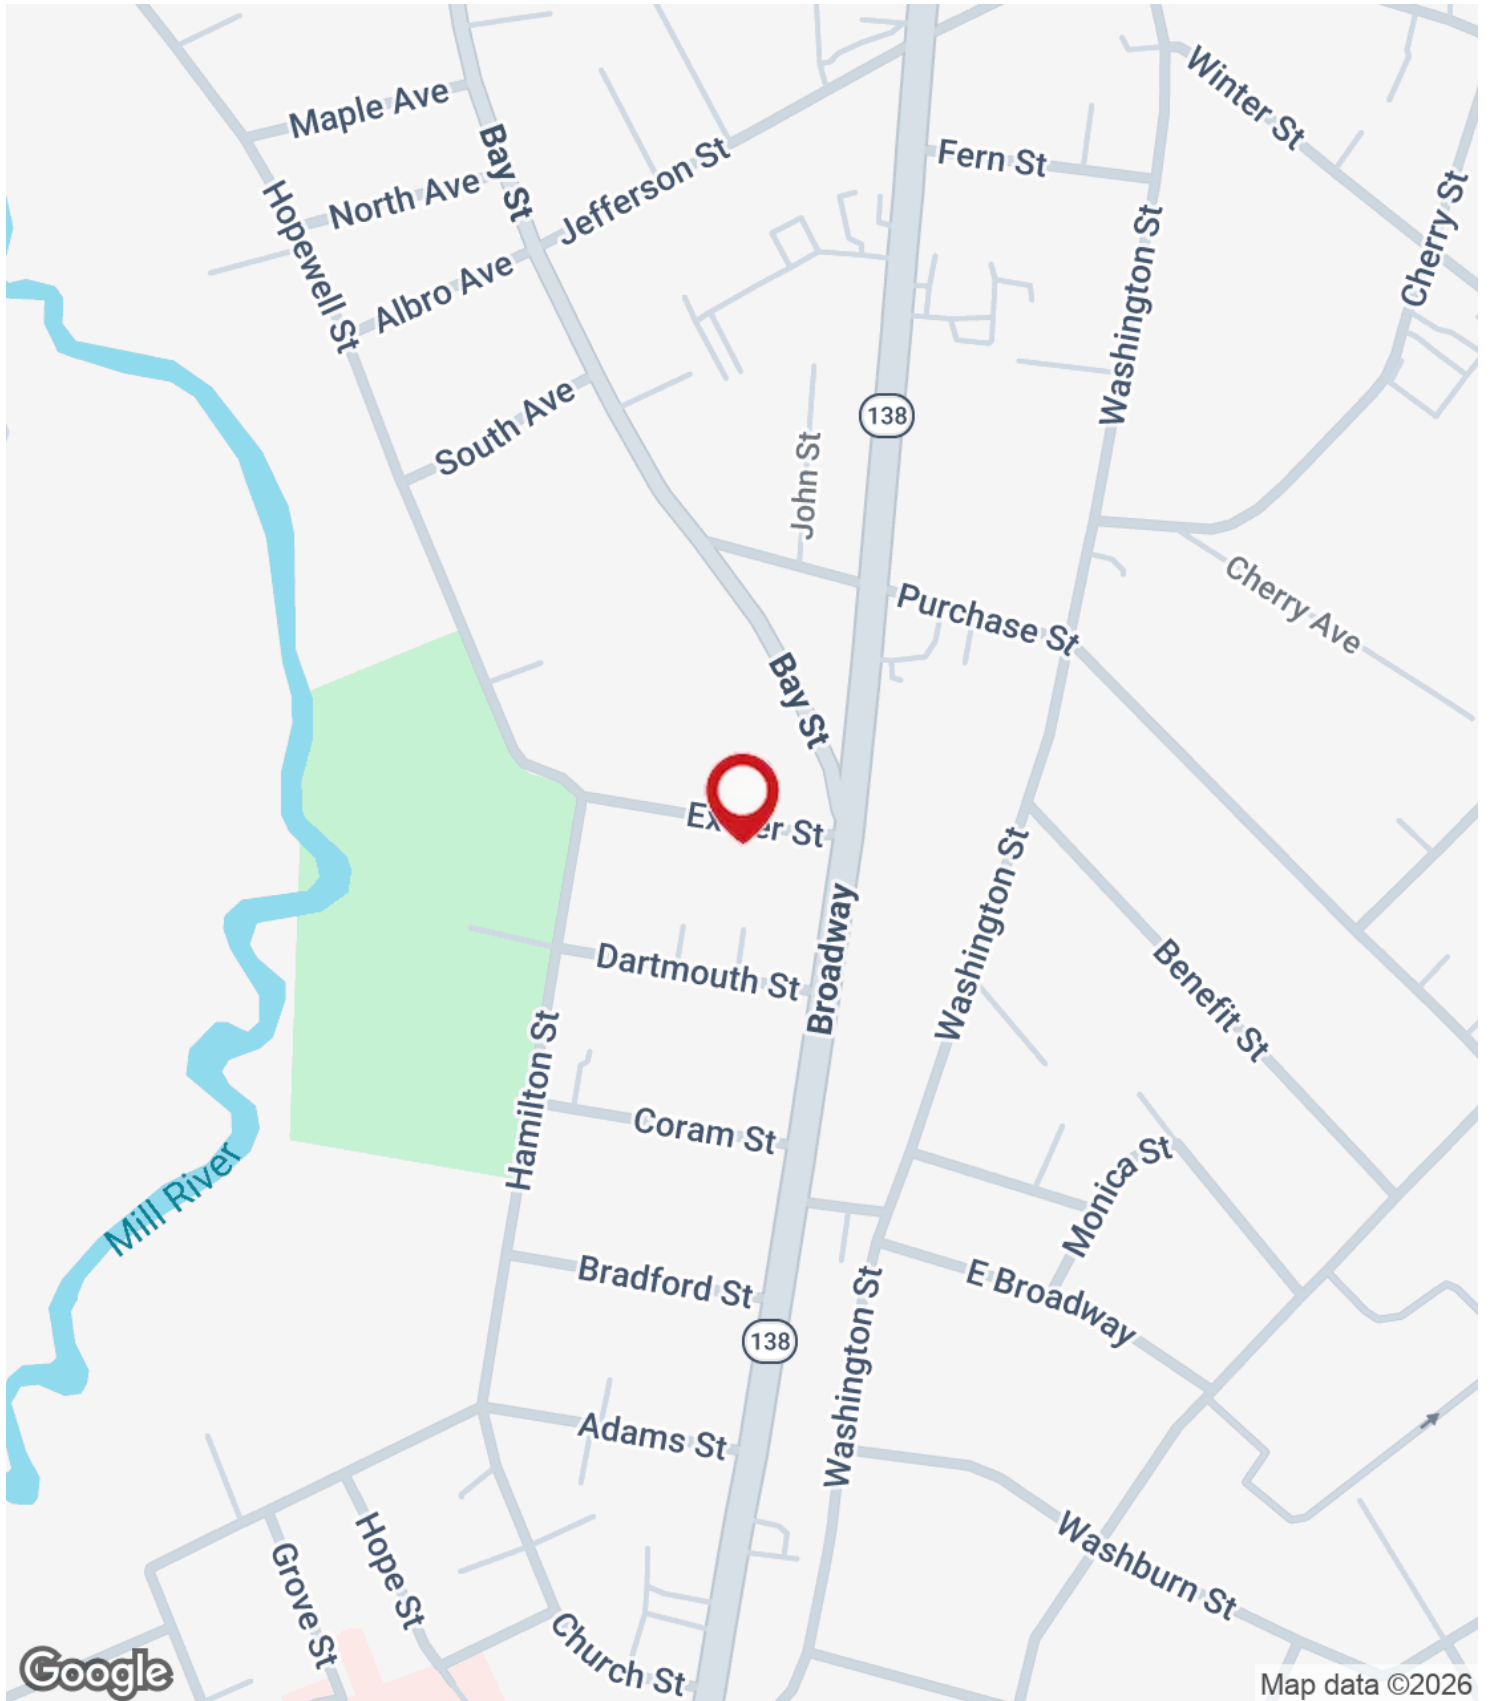 Maple Ave
Bay St
Winter St
Fern St
Jefferson St
North Ave
Hopewell St
Cherry St
Albro Ave
Washington St
South Ave
138
John St
Purchase St
Cherry Ave
Bay St
St
Washington St
Broadway
Dartmouth St
Benefit St
Hamilton St
Coram St
Monica St
Mill River
Bradford St
E Broadway
138
Washington St
Adams St
Hope St
Grove St
Washburn St
Church St
Google
Map data ©2026